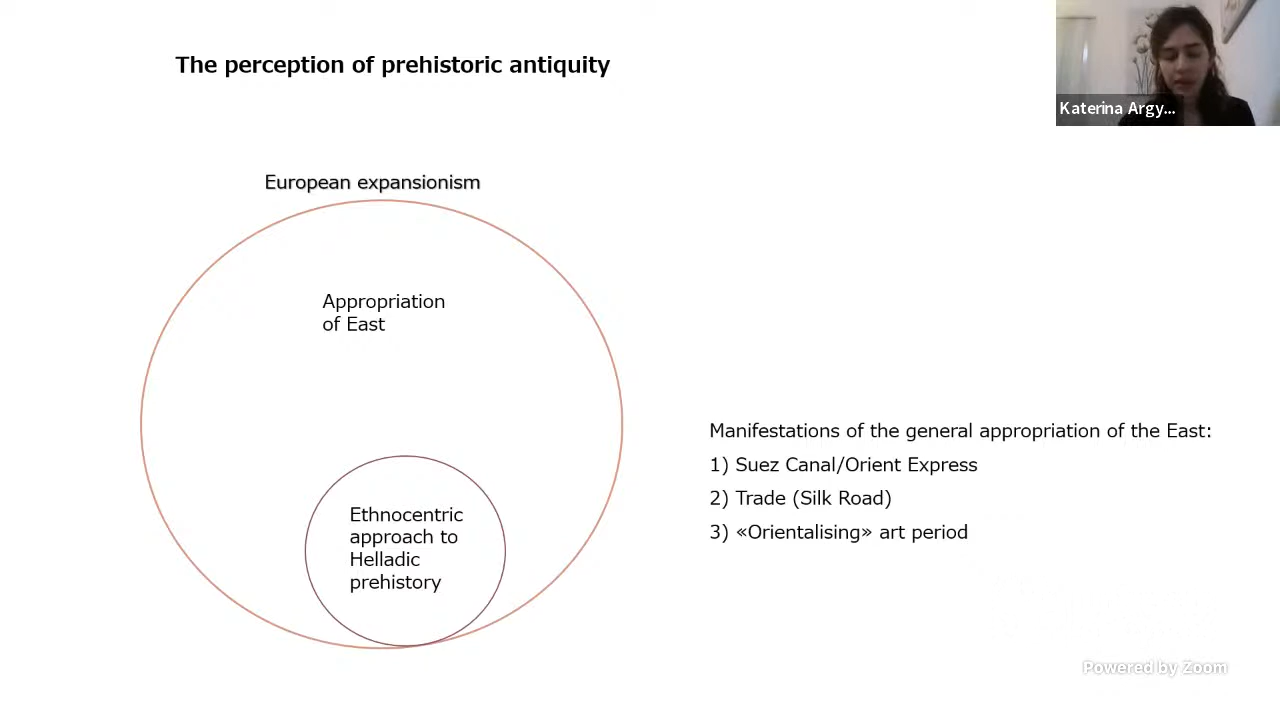 The perception of prehistoric antiquity
Katerina Argy...
European expansionism
Appropriation
of East
Ethnocentric
approach to
Helladic
prehistory
Manifestations of the general appropriation of the East:
1) Suez Canal/Orient Express
2) Trade (Silk Road)
3) «Orientalising» art period
Powered by Zoom